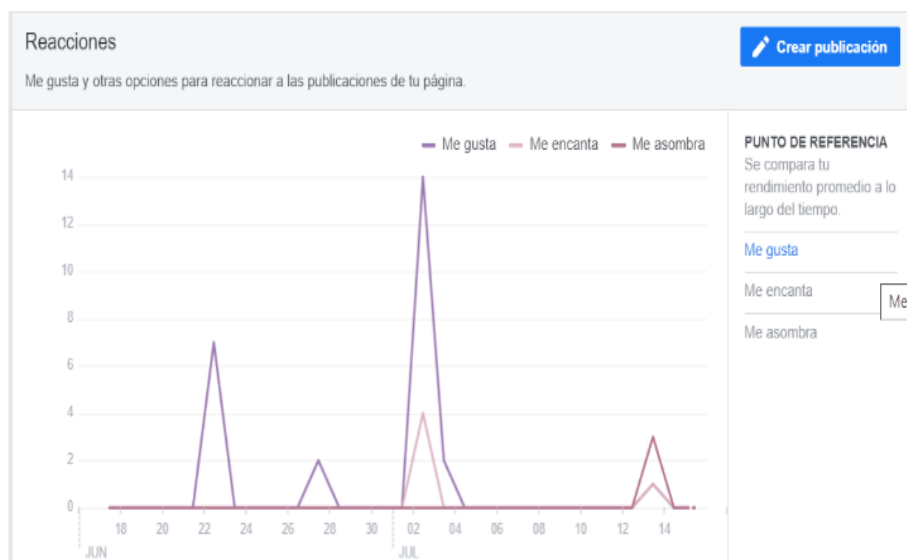 Reacciones
Crear publicación
Me gusta y otras opciones para reaccionar a las publicaciones de tu página.
Me gusta Me encanta Me asombra
14
12
10
8
6
4
2
0
18 20 22 24 26 28 30 02 04 06 08 10 12 14
JUN JUL
PUNTO DE REFERENCIA
Se compara tu
rendimiento promedio a lo
largo del tiempo.
Me gusta
Me encanta
Me
Me asombra